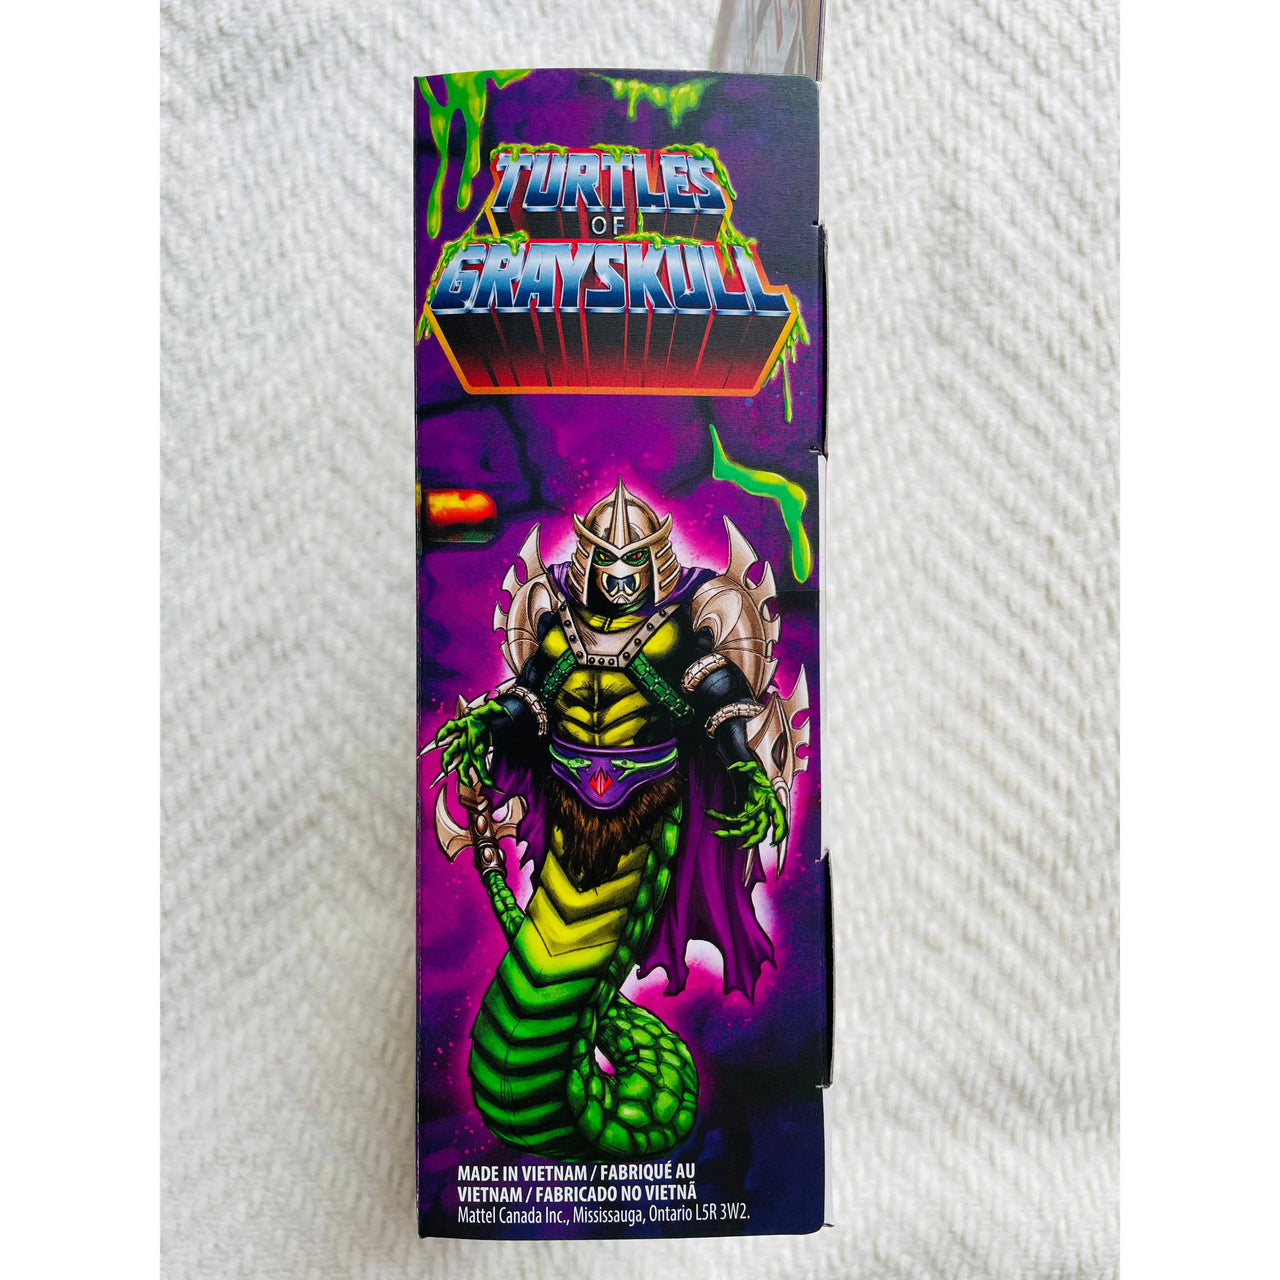 TURTLES
OF
GRAYSKULL
MADE IN VIETNAM / FABRIQUÉ AU
VIETNAM / FABRICADO NO VIETNÃ
Mattel Canada Inc., Mississauga, Ontario L5R 3W2.